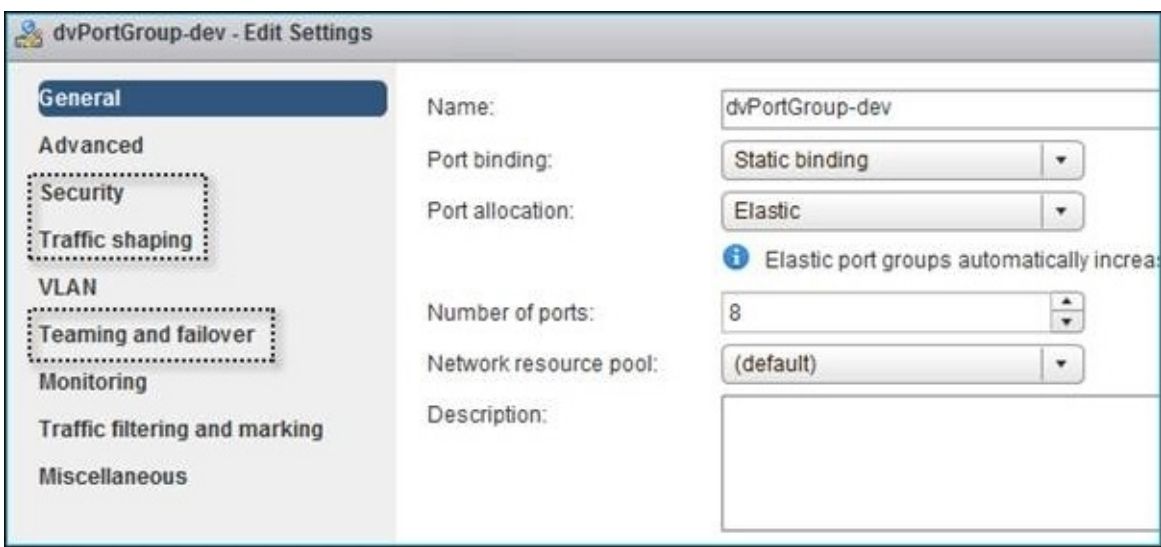 dvPortGroup-dev - Edit Settings
General
Advanced
Security
Traffic shaping
VLAN
Teaming and failover
Monitoring
Traffic filtering and marking
Miscellaneous
Name: dvPortGroup-dev
Port binding: Static binding
Port allocation: Elastic
Elastic port groups automatically increa
Number of ports: 8
Network resource pool: (default)
Description: